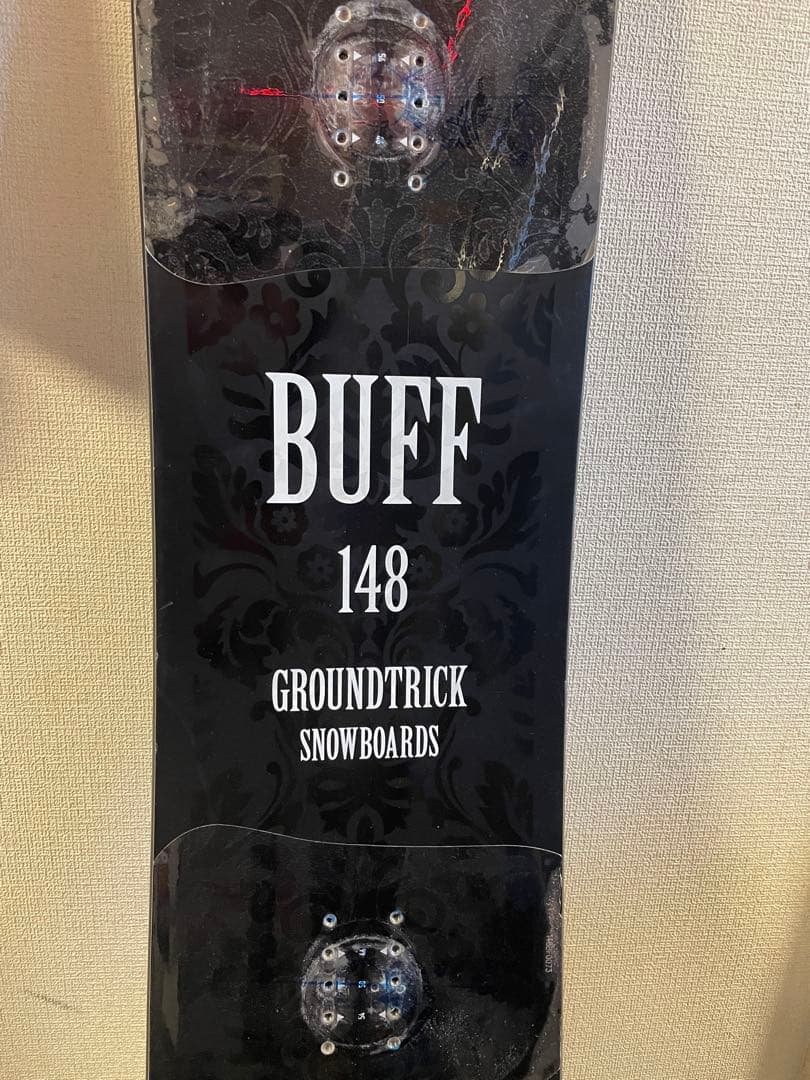 BUFF
148
GROUNDTRICK
SNOWBOARDS